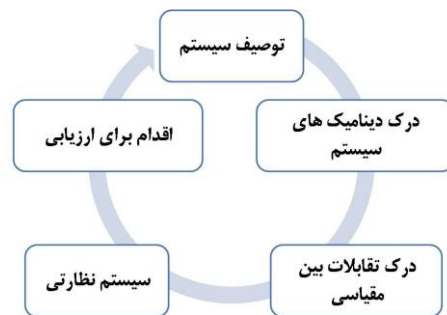 توصیف سیستم
درک دینامیک های
سیستم
درک تقابلات بین
مقیاسی
سیستم نظارتی
اقدام برای ارزیابی